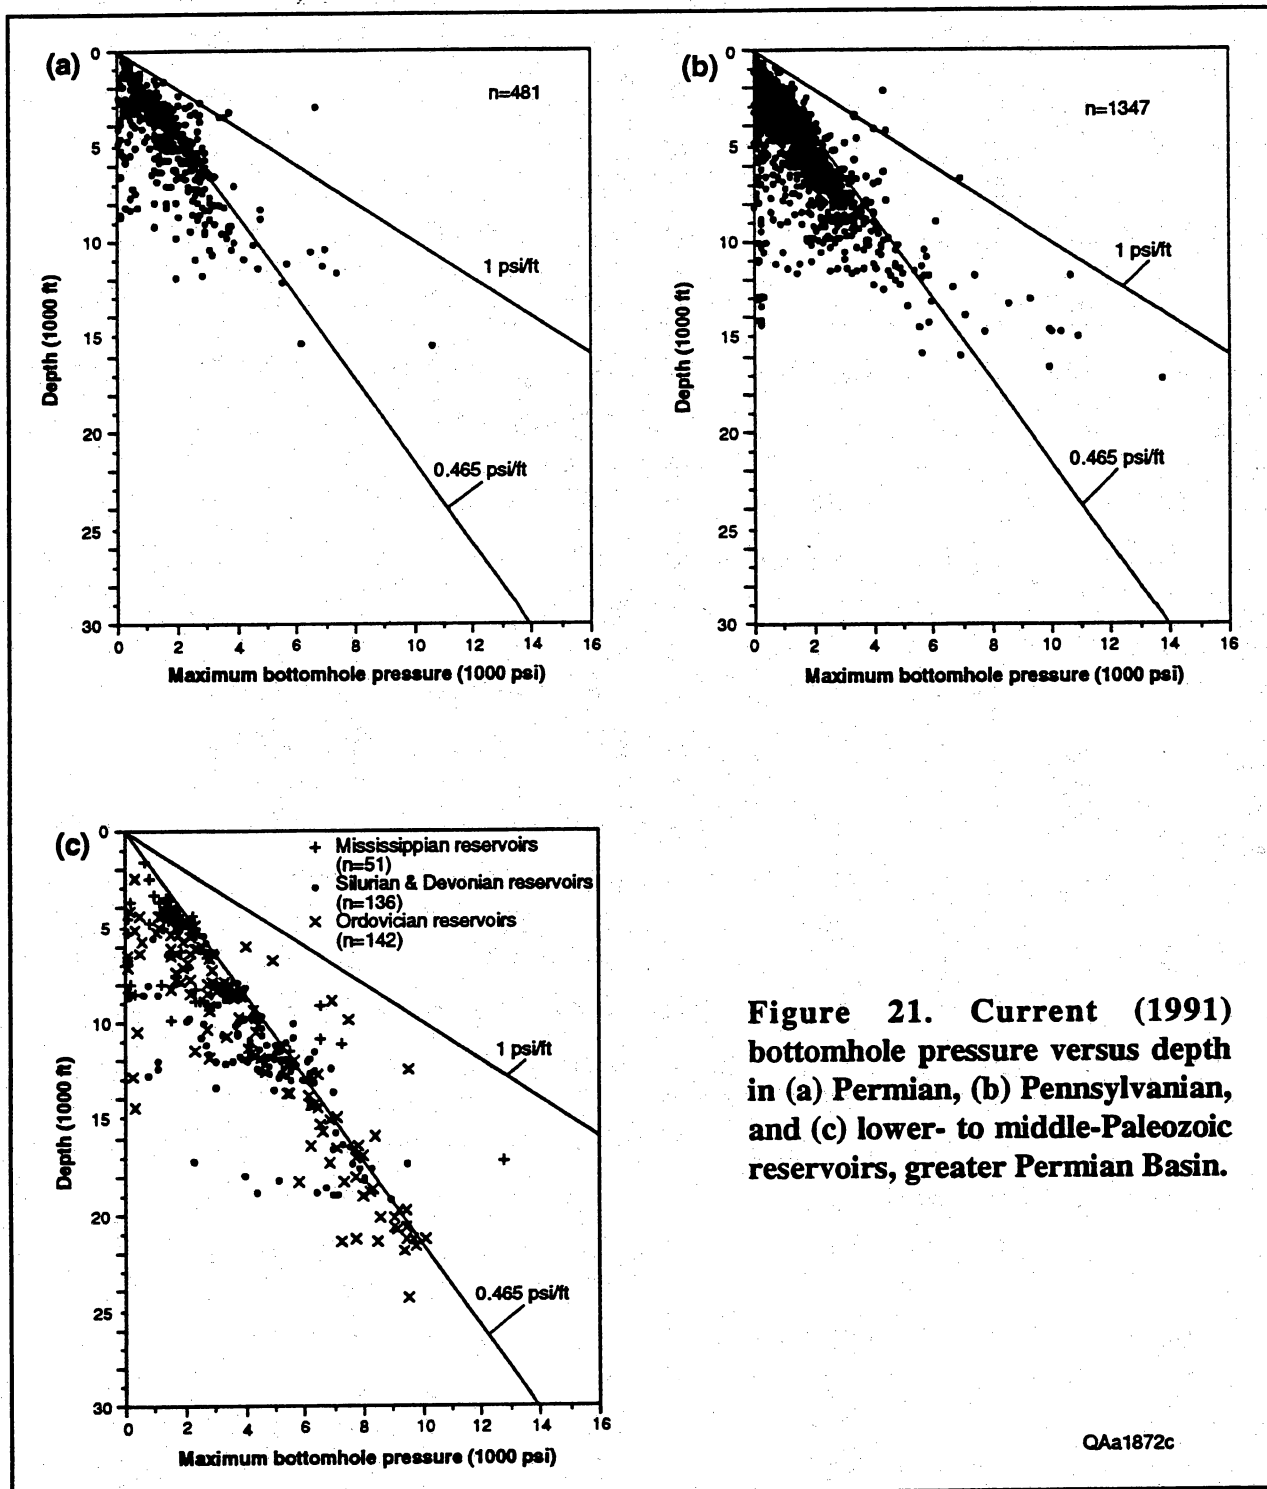 (a)
n=481
0
5
10
15
20
25
30
Depth (1000 ft)
1 psi/ft
0.465 psi/ft
0 2 4 6 8 10 12 14 16
Maximum bottomhole pressure (1000 psi)
(b)
n=1347
0
5
10
15
20
25
30
Depth (1000 ft)
1 psi/ft
0.465 psi/ft
0 2 4 6 8 10 12 14 16
Maximum bottomhole pressure (1000 psi)
(c)
+ Mississippian reservoirs
(n=51)
• Silurian & Devonian reservoirs
(n=136)
× Ordovician reservoirs
(n=142)
0
5
10
15
20
25
30
Depth (1000 ft)
1 psi/ft
0.465 psi/ft
0 2 4 6 8 10 12 14 16
Maximum bottomhole pressure (1000 psi)
Figure 21. Current (1991)
bottomhole pressure versus depth
in (a) Permian, (b) Pennsylvanian,
and (c) lower- to middle-Paleozoic
reservoirs, greater Permian Basin.
QAa1872c